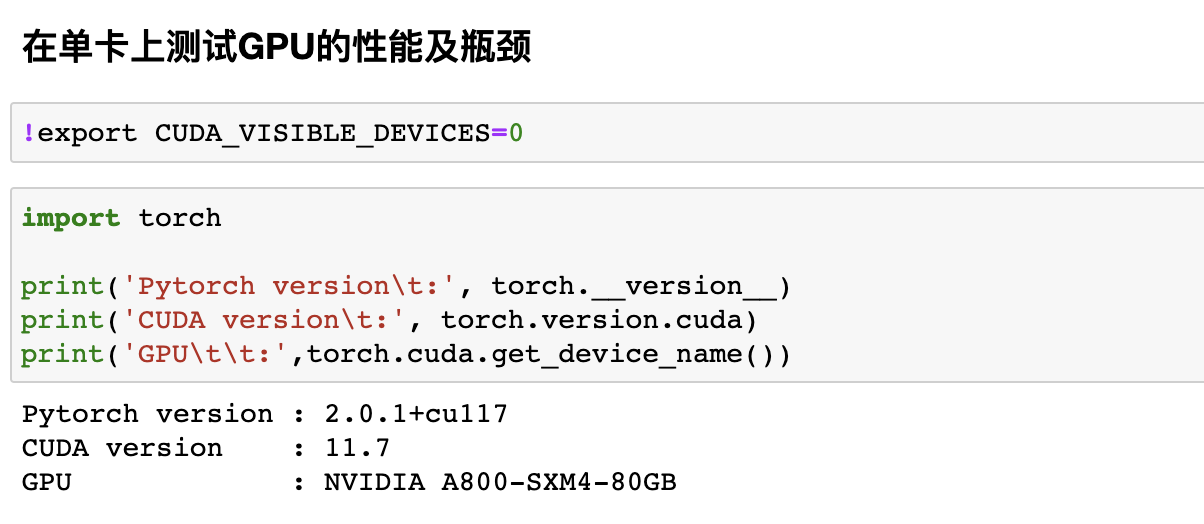 在单卡上测试GPU的性能及瓶颈
!export CUDA_VISIBLE_DEVICES=0
import torch
print('Pytorch version\t:', torch.__version__)
print('CUDA version\t:', torch.version.cuda)
print('GPU\t\t:',torch.cuda.get_device_name())
Pytorch version : 2.0.1+cu117
CUDA version    : 11.7
GPU             : NVIDIA A800-SXM4-80GB